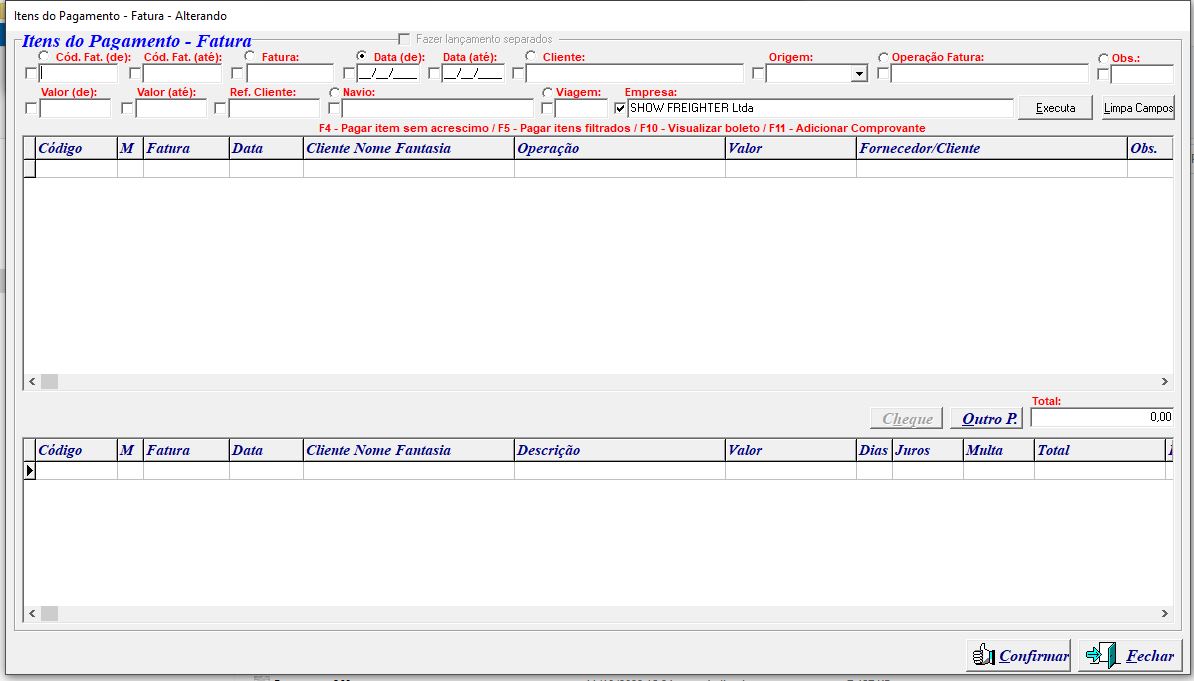 Itens do Pagamento - Fatura - Alterando
Itens do Pagamento - Fatura
Fazer lançamento separados
Cód. Fat. (de): Cód. Fat. (até): Fatura: Data (de): Data (até): Cliente: Origem: Operação Fatura: Obs.:
__/__/____ __/__/____
Valor (de): Valor (até): Ref. Cliente: Navio: Viagem: Empresa:
SHOW FREIGHTER Ltda Executa Limpa Campos
F4 - Pagar item sem acrescimo / F5 - Pagar itens filtrados / F10 - Visualizar boleto / F11 - Adicionar Comprovante
Código M Fatura Data Cliente Nome Fantasia Operação Valor Fornecedor/Cliente Obs.
Total:
Cheque Outro P. 0,00
Código M Fatura Data Cliente Nome Fantasia Descrição Valor Dias Juros Multa Total
Confirmar Fechar